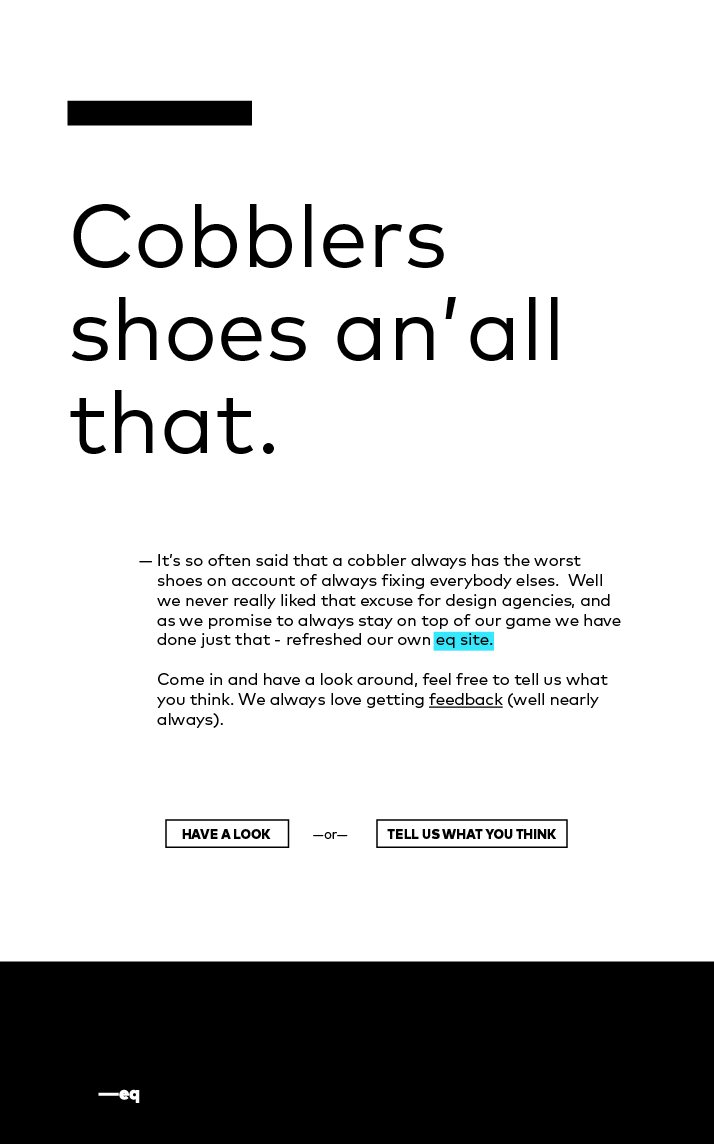 Cobblers
shoes an’all
that.
— It’s so often said that a cobbler always has the worst
shoes on account of always fixing everybody elses.  Well
we never really liked that excuse for design agencies, and
as we promise to always stay on top of our game we have
done just that - refreshed our own eq site.
Come in and have a look around, feel free to tell us what
you think. We always love getting feedback (well nearly
always).
HAVE A LOOK —or— TELL US WHAT YOU THINK
—eq